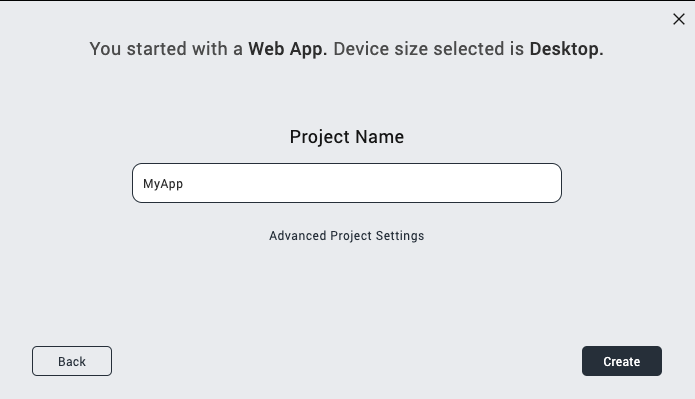 You started with a Web App. Device size selected is Desktop.
Project Name
MyApp
Advanced Project Settings
Back
Create